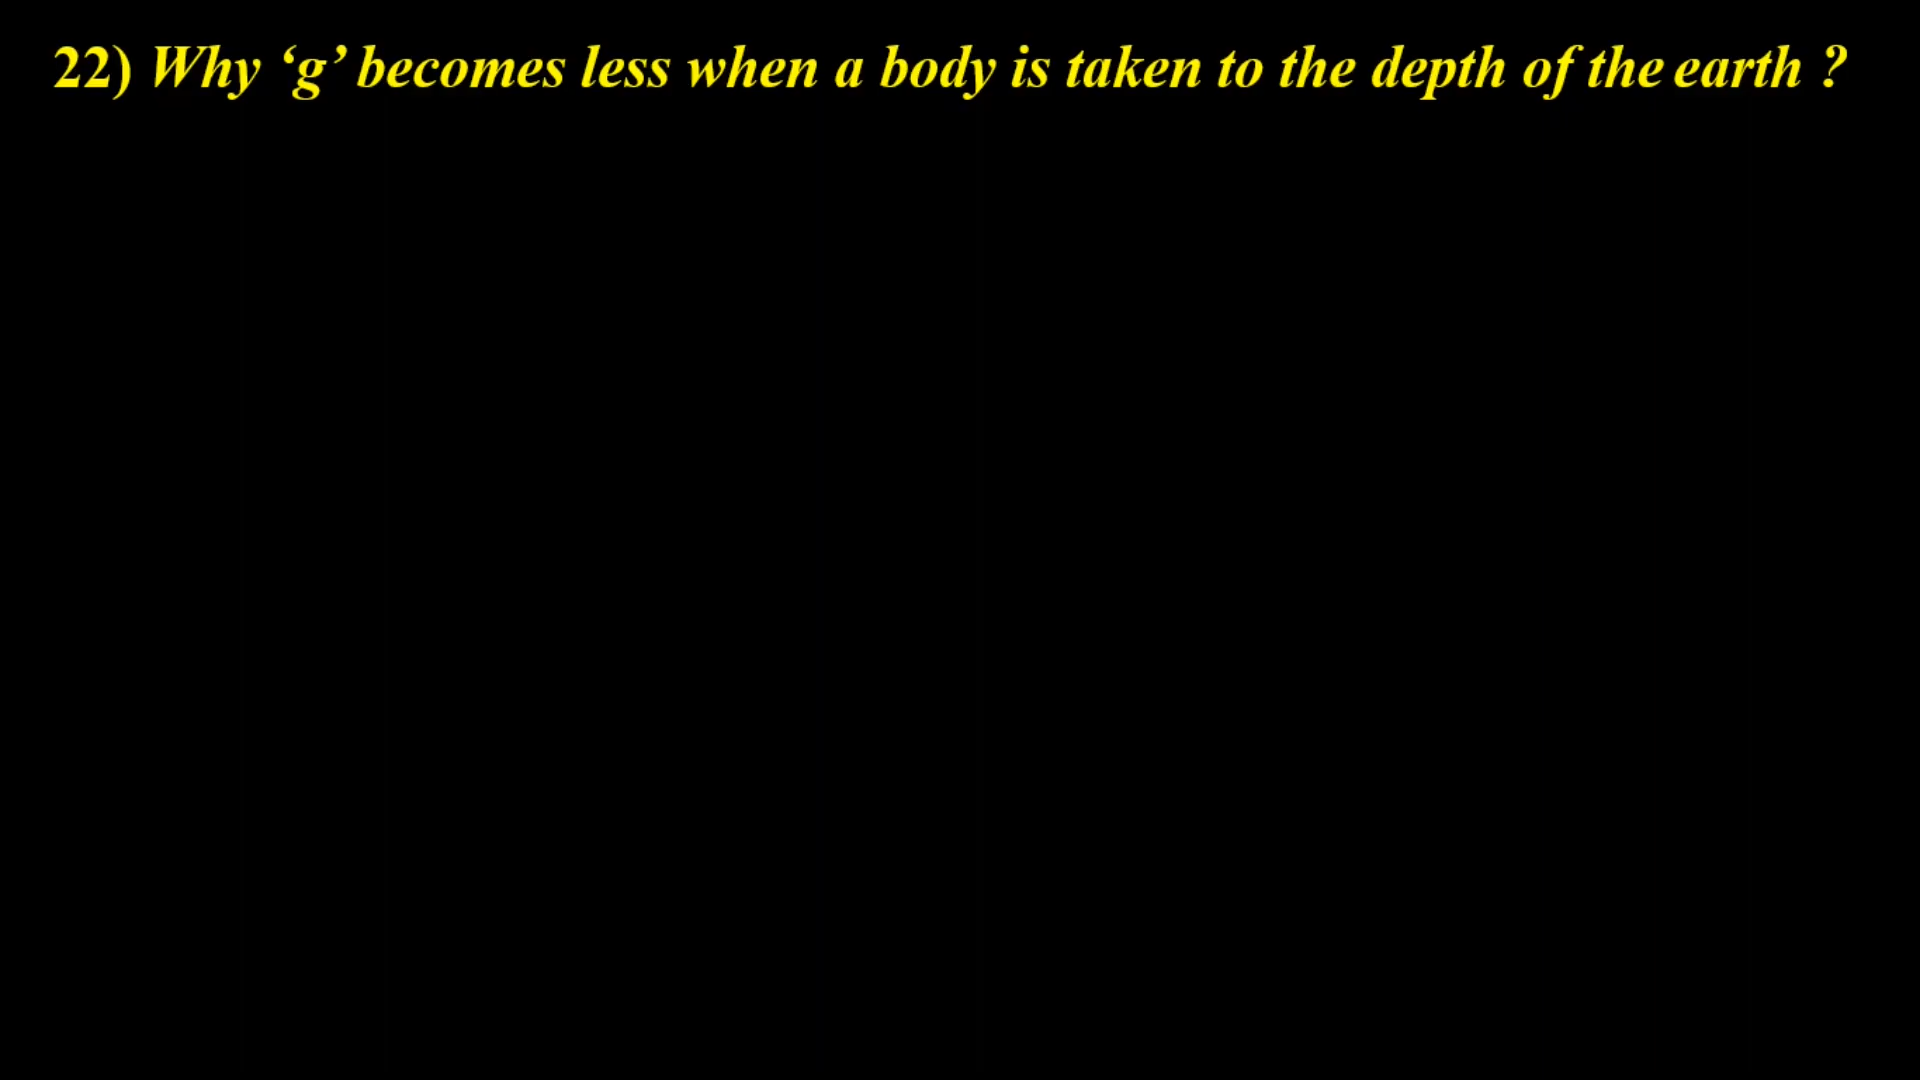 22) Why ‘g’ becomes less when a body is taken to the depth of the earth ?